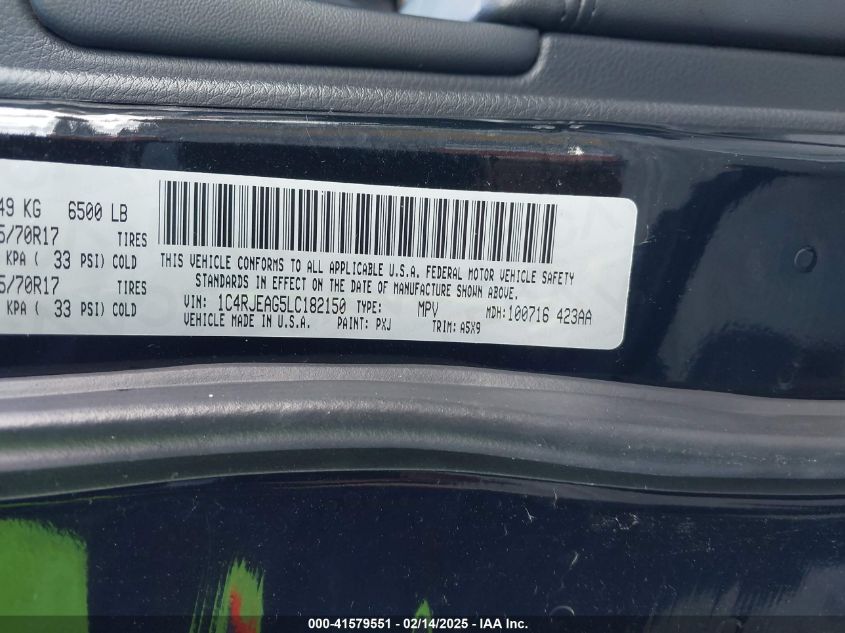 49 KG 6500 LB
5/70R17 TIRES
KPA ( 33 PSI) COLD
5/70R17 TIRES
KPA ( 33 PSI) COLD
THIS VEHICLE CONFORMS TO ALL APPLICABLE U.S.A. FEDERAL MOTOR VEHICLE SAFETY
STANDARDS IN EFFECT ON THE DATE OF MANUFACTURE SHOWN ABOVE.
VIN: 1C4RJEAG5LC182150 TYPE: MPV MDH:100716 423AA
VEHICLE MADE IN U.S.A. PAINT: PXJ TRIM: A5X9
000-41579551 - 02/14/2025 - IAA Inc.